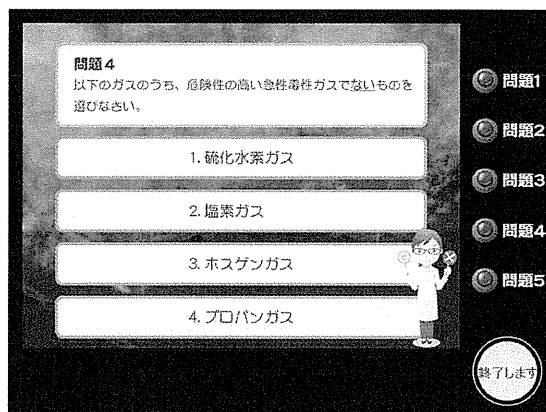 問題4
以下のガスのうち、危険性の高い急性毒性ガスでないものを
選びなさい。
1. 硫化水素ガス
2. 塩素ガス
3. ホスゲンガス
4. プロパンガス
問題1
問題2
問題3
問題4
問題5
終了します